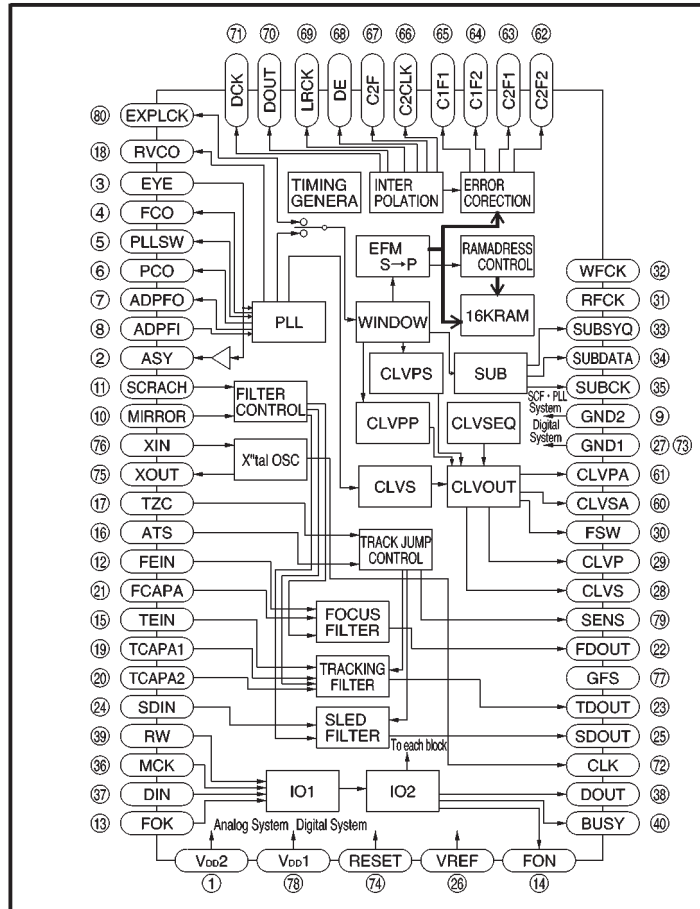 71 70 69 68 67 66 65 64 63 62
DCK DOUT LRCK DE C2F C2CLK C1F1 C1F2 C2F1 C2F2
80 EXPLCK
18 RVCO
3 EYE
4 FCO
5 PLLSW
6 PCO
7 ADPFO
8 ADPFI
2 ASY
11 SCRACH
10 MIRROR
76 XIN
75 XOUT
17 TZC
16 ATS
12 FEIN
21 FCAPA
15 TEIN
19 TCAPA1
20 TCAPA2
24 SDIN
39 RW
36 MCK
37 DIN
13 FOK
TIMING
GENERA
INTER
POLATION
ERROR
CORECTION
EFM
S→P
RAMADRESS
CONTROL
PLL
WINDOW
16KRAM
CLVPS
SUB
FILTER
CONTROL
CLVPP
CLVSEQ
X"tal OSC
CLVS
CLVOUT
TRACK JUMP
CONTROL
FOCUS
FILTER
TRACKING
FILTER
SLED
FILTER
To each block
IO1
IO2
Analog System Digital System
SCF・PLL
System
Digital
System
WFCK 32
RFCK 31
SUBSYQ 33
SUBDATA 34
SUBCK 35
GND2 9
GND1 27 73
CLVPA 61
CLVSA 60
FSW 30
CLVP 29
CLVS 28
SENS 79
FDOUT 22
GFS 77
TDOUT 23
SDOUT 25
CLK 72
DOUT 38
BUSY 40
VDD2 VDD1 RESET VREF FON
1 78 74 26 14